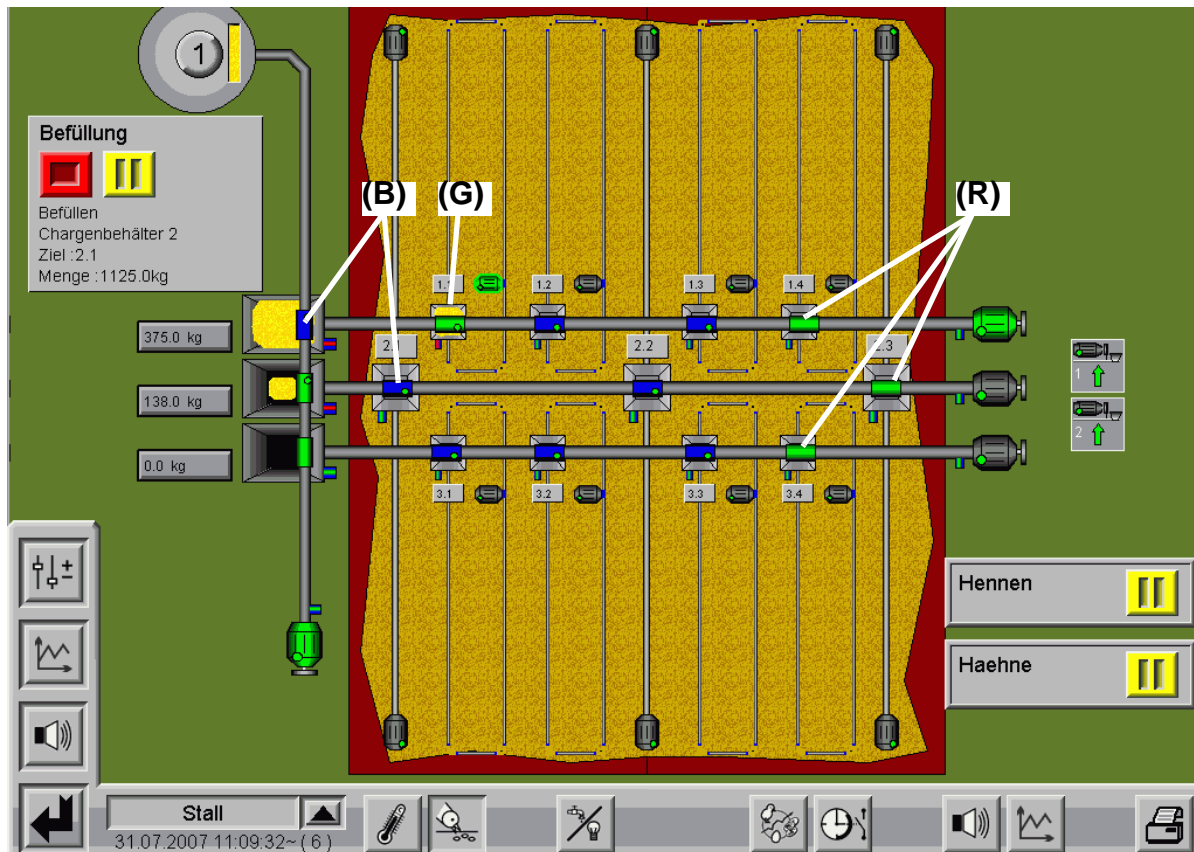 1
Befüllung
Befüllen
Chargenbehälter 2
Ziel :2.1
Menge :1125.0kg
(B)
(G)
(R)
1.2
1.3
1.4
375.0 kg
2.2
2.3
138.0 kg
0.0 kg
3.1
3.2
3.3
3.4
1
2
Hennen
Haehne
Stall
31.07.2007 11:09:32~ ( 6 )